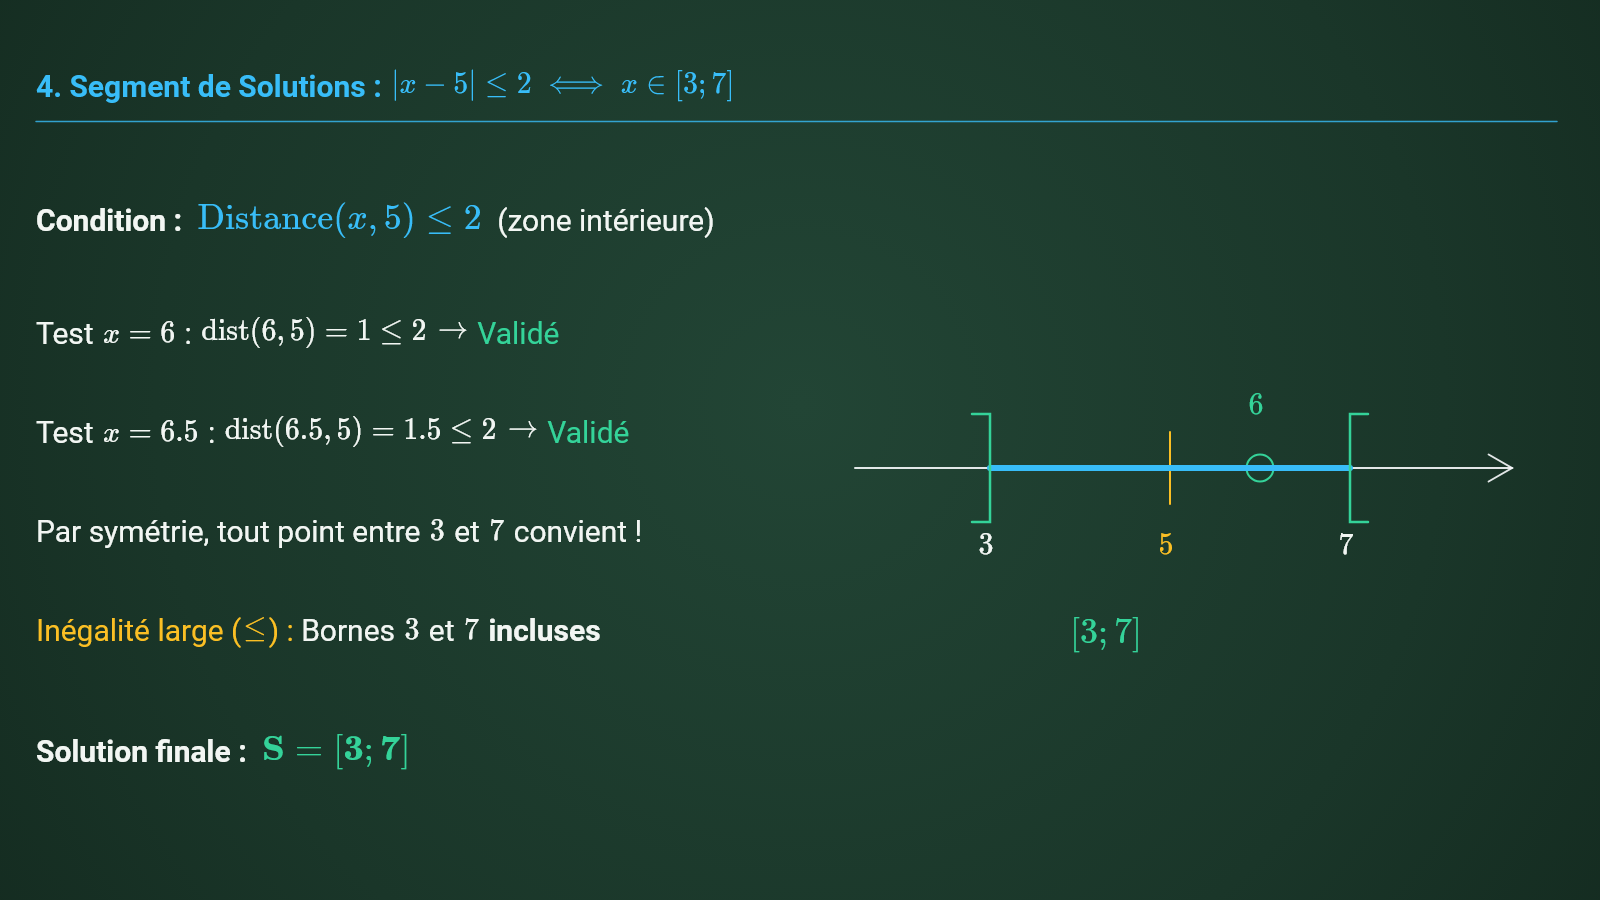 4. Segment de Solutions : |x − 5| ≤ 2 ⟺ x ∈ [3; 7]
Condition : Distance(x, 5) ≤ 2 (zone intérieure)
Test x = 6 : dist(6, 5) = 1 ≤ 2 → Validé
Test x = 6.5 : dist(6.5, 5) = 1.5 ≤ 2 → Validé
Par symétrie, tout point entre 3 et 7 convient !
Inégalité large (≤) : Bornes 3 et 7 incluses
Solution finale : S = [3; 7]
6
3 5 7
[3; 7]